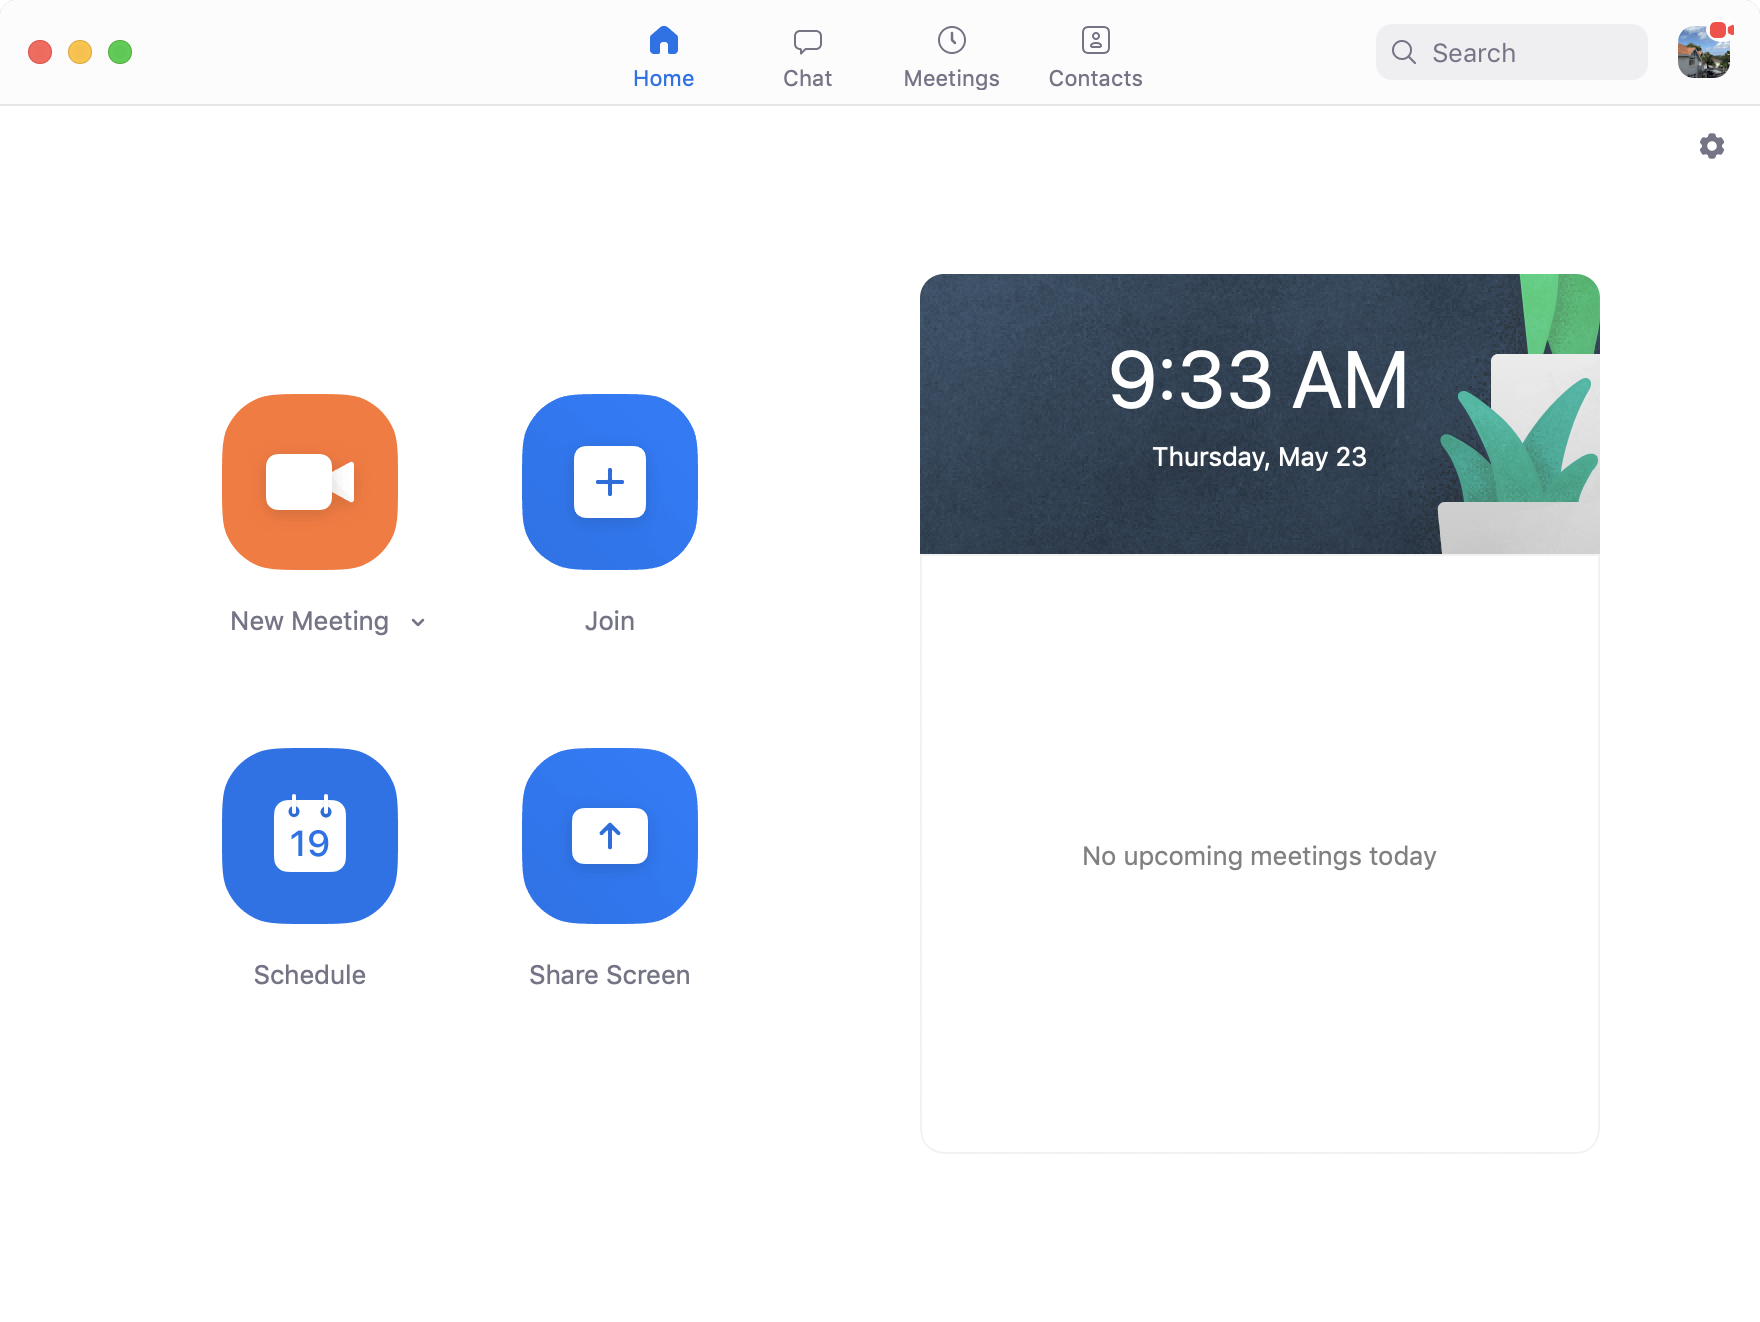 Home
Chat
Meetings
Contacts
Search
9:33 AM
Thursday, May 23
New Meeting
Join
19
Schedule
Share Screen
No upcoming meetings today